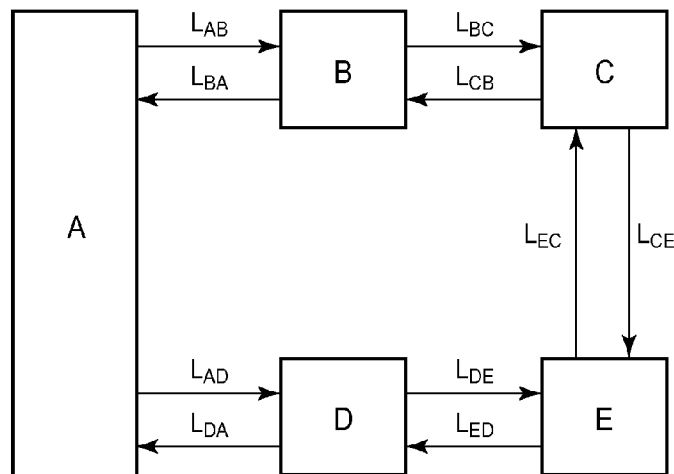 L_AB L_BC
B C
L_BA L_CB
A
L_EC L_CE
L_AD L_DE
D E
L_DA L_ED